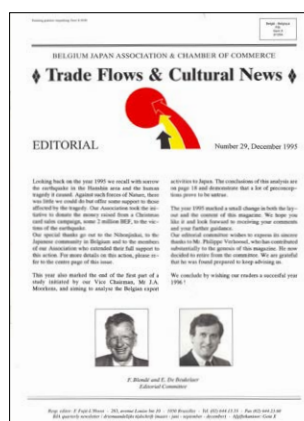 BELGIUM JAPAN ASSOCIATION & CHAMBER OF COMMERCE
Trade Flows & Cultural News
EDITORIAL
Number 29, December 1995
Looking back on the year 1995 we recall with sorrow
the earthquake in the Hanshin area and the human
tragedy it caused. Against such forces of Nature, there
was little we could do but offer some support to those
affected by the tragedy. Our Association took the ini-
tiative to donate the money raised from a Christmas
card sales campaign, some 2 million BEF, to the vic-
tims of the earthquake.
Our special thanks go out to the Nihonjinkai, to the
Japanese community in Belgium and to the members
of our Association who extended their full support to
this action. For more details on this action, please re-
fer to the centre page of this issue.
This year also marked the end of the first part of a
study initiated by our Vice Chairman, Mr J.A.
and aiming to analyse the Belgian export
activities to Japan. The conclusions of this analysis are
on page 18 and demonstrate that a lot of preconcep-
tions prove to be untrue.
The year 1995 marked a small change in both the lay-
out and the content of this magazine. We hope you
like it and look forward to receiving your comments
and your further guidance.
Our editorial committee wishes to express its sincere
thanks to Mr. Philippe who has contributed
substantially to the genesis of this magazine. He now
decided to retire from the committee. We are grateful
that he was found prepared to keep advising us.
We conclude by wishing our readers a successful year
1996 !
F. Blondé and E. De Beukelaer
Editorial Committee